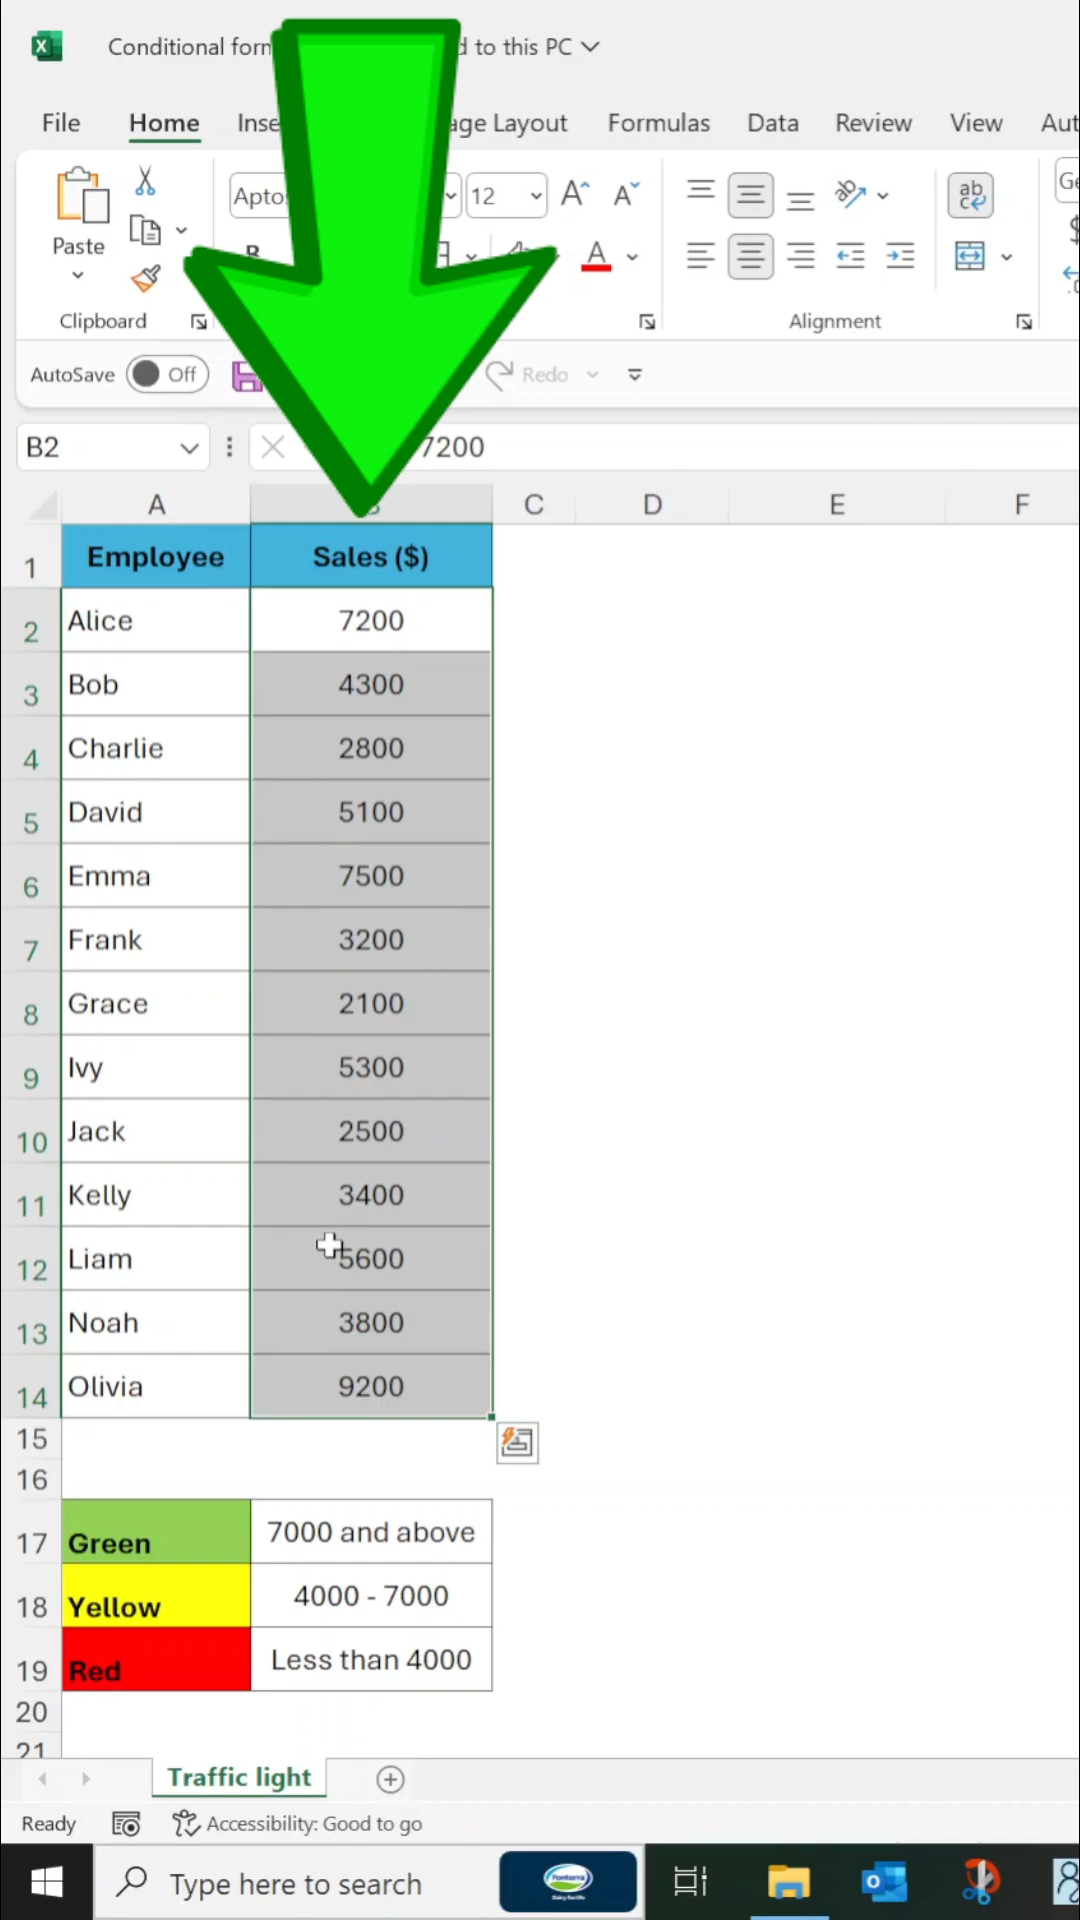 Conditional form d to this PC
File Home Inse age Layout Formulas Data Review View Aut
Aptos 12 A A ab Ge
Paste B A $
Clipboard Alignment
AutoSave Off Redo
B2 7200
A B C D E F
1 Employee Sales ($)
2 Alice 7200
3 Bob 4300
4 Charlie 2800
5 David 5100
6 Emma 7500
7 Frank 3200
8 Grace 2100
9 Ivy 5300
10 Jack 2500
11 Kelly 3400
12 Liam 5600
13 Noah 3800
14 Olivia 9200
15
16
17 Green 7000 and above
18 Yellow 4000 - 7000
19 Red Less than 4000
20
21
Traffic light
Ready Accessibility: Good to go
Type here to search Fonterra